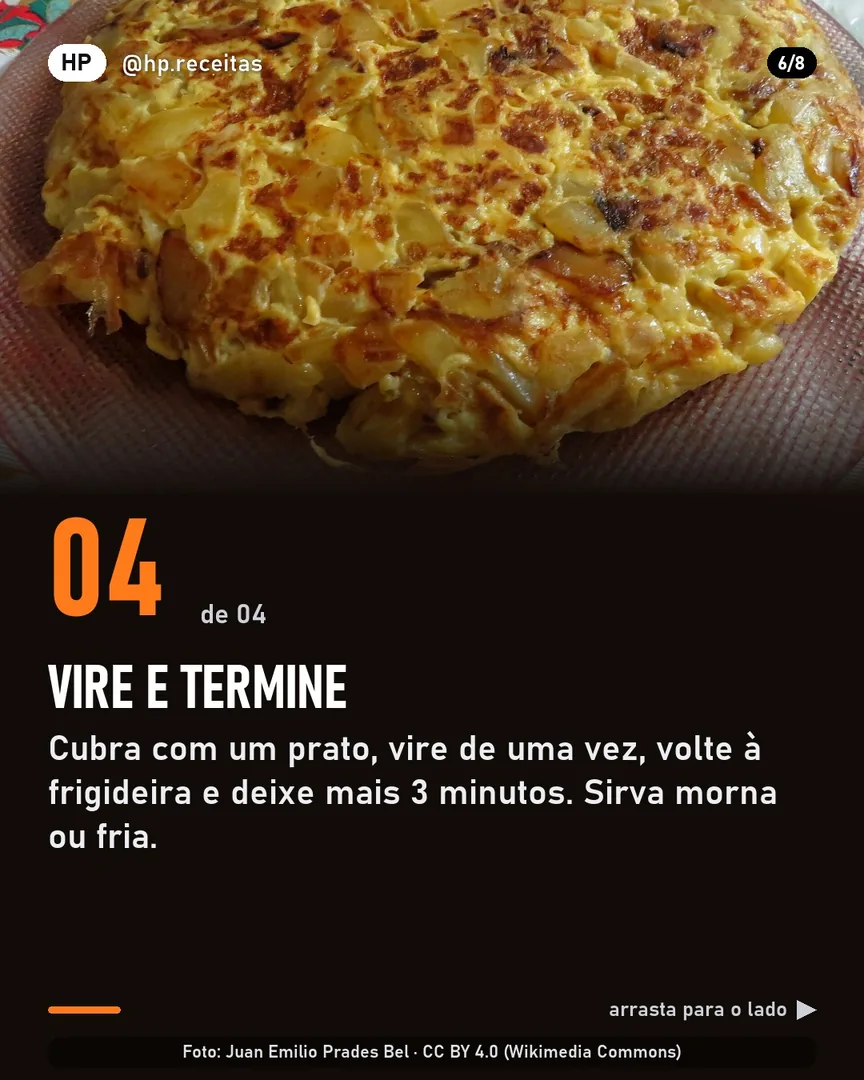 HP @hp.receitas 6/8
04 de 04
VIRE E TERMINE
Cubra com um prato, vire de uma vez, volte à
frigideira e deixe mais 3 minutos. Sirva morna
ou fria.
arrasta para o lado ▶
Foto: Juan Emilio Prades Bel · CC BY 4.0 (Wikimedia Commons)